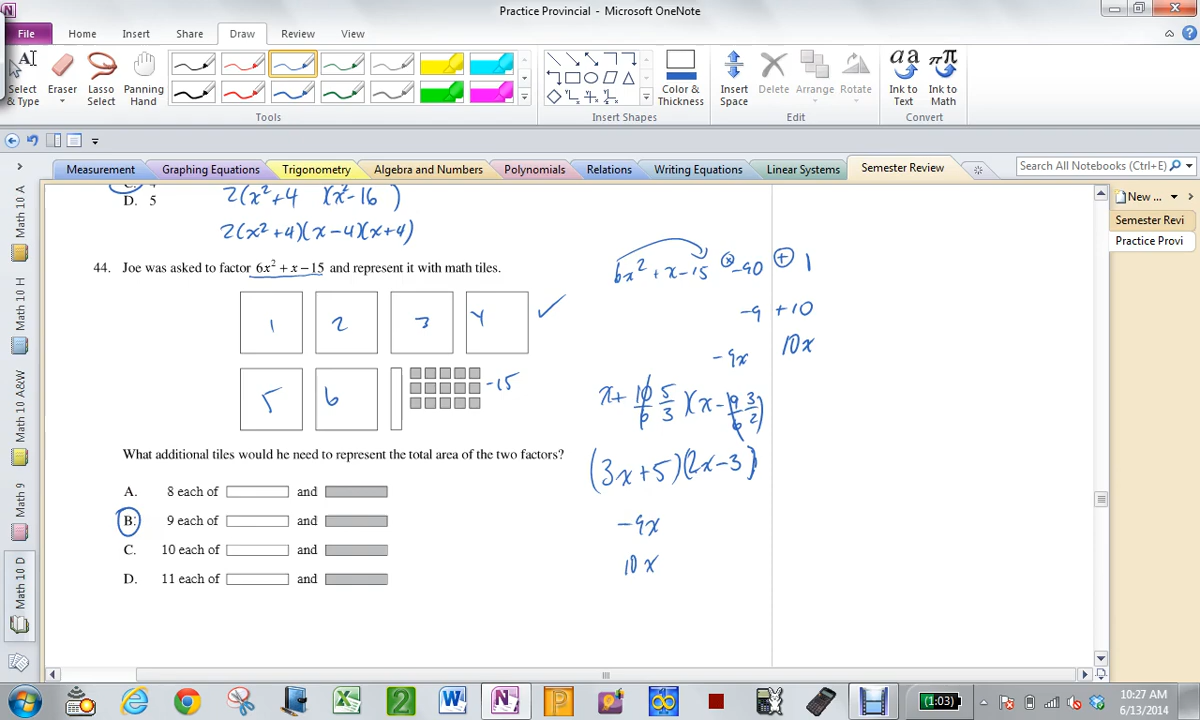 Practice Provincial - Microsoft OneNote
File Home Insert Share Draw Review View
Select & Type
Eraser
Lasso Select
Panning Hand
Color & Thickness
Insert Space
Delete
Arrange
Rotate
Ink to Text
Ink to Math
Tools
Insert Shapes
Edit
Convert
Measurement Graphing Equations Trigonometry Algebra and Numbers Polynomials Relations Writing Equations Linear Systems Semester Review
Search All Notebooks (Ctrl+E)
New ...
Semester Revi
Practice Provi
Math 10 A
Math 10 H
Math 10 A&W
Math 9
Math 10 D
D. 5
2(x²+4)(x²-16)
2(x²+4)(x-4)(x+4)
44. Joe was asked to factor 6x² + x − 15 and represent it with math tiles.
1 2 3 4
5 6 -15
What additional tiles would he need to represent the total area of the two factors?
A. 8 each of and
B. 9 each of and
C. 10 each of and
D. 11 each of and
6x² + x - 15 ⊗ -90 ⊕ 1
-9 +10
-9x 10x
x+ 10/6 5/3 )(x - 9/6 3/2)
(3x+5)(2x-3)
-9x
10x
(1:03)
10:27 AM
6/13/2014